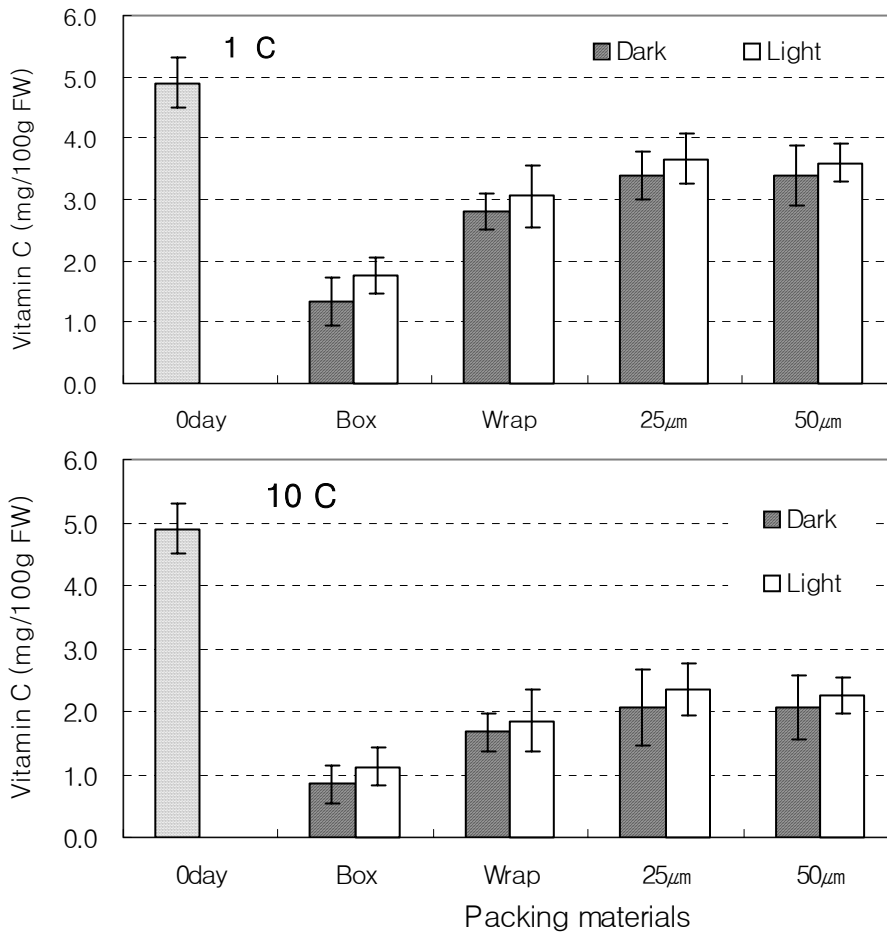 6.0
1 C
Dark
Light
5.0
4.0
3.0
2.0
1.0
0.0
Vitamin C (mg/100g FW)
0day Box Wrap 25㎛ 50㎛
6.0
10 C
5.0
Dark
4.0
Light
3.0
2.0
1.0
0.0
Vitamin C (mg/100g FW)
0day Box Wrap 25㎛ 50㎛
Packing materials